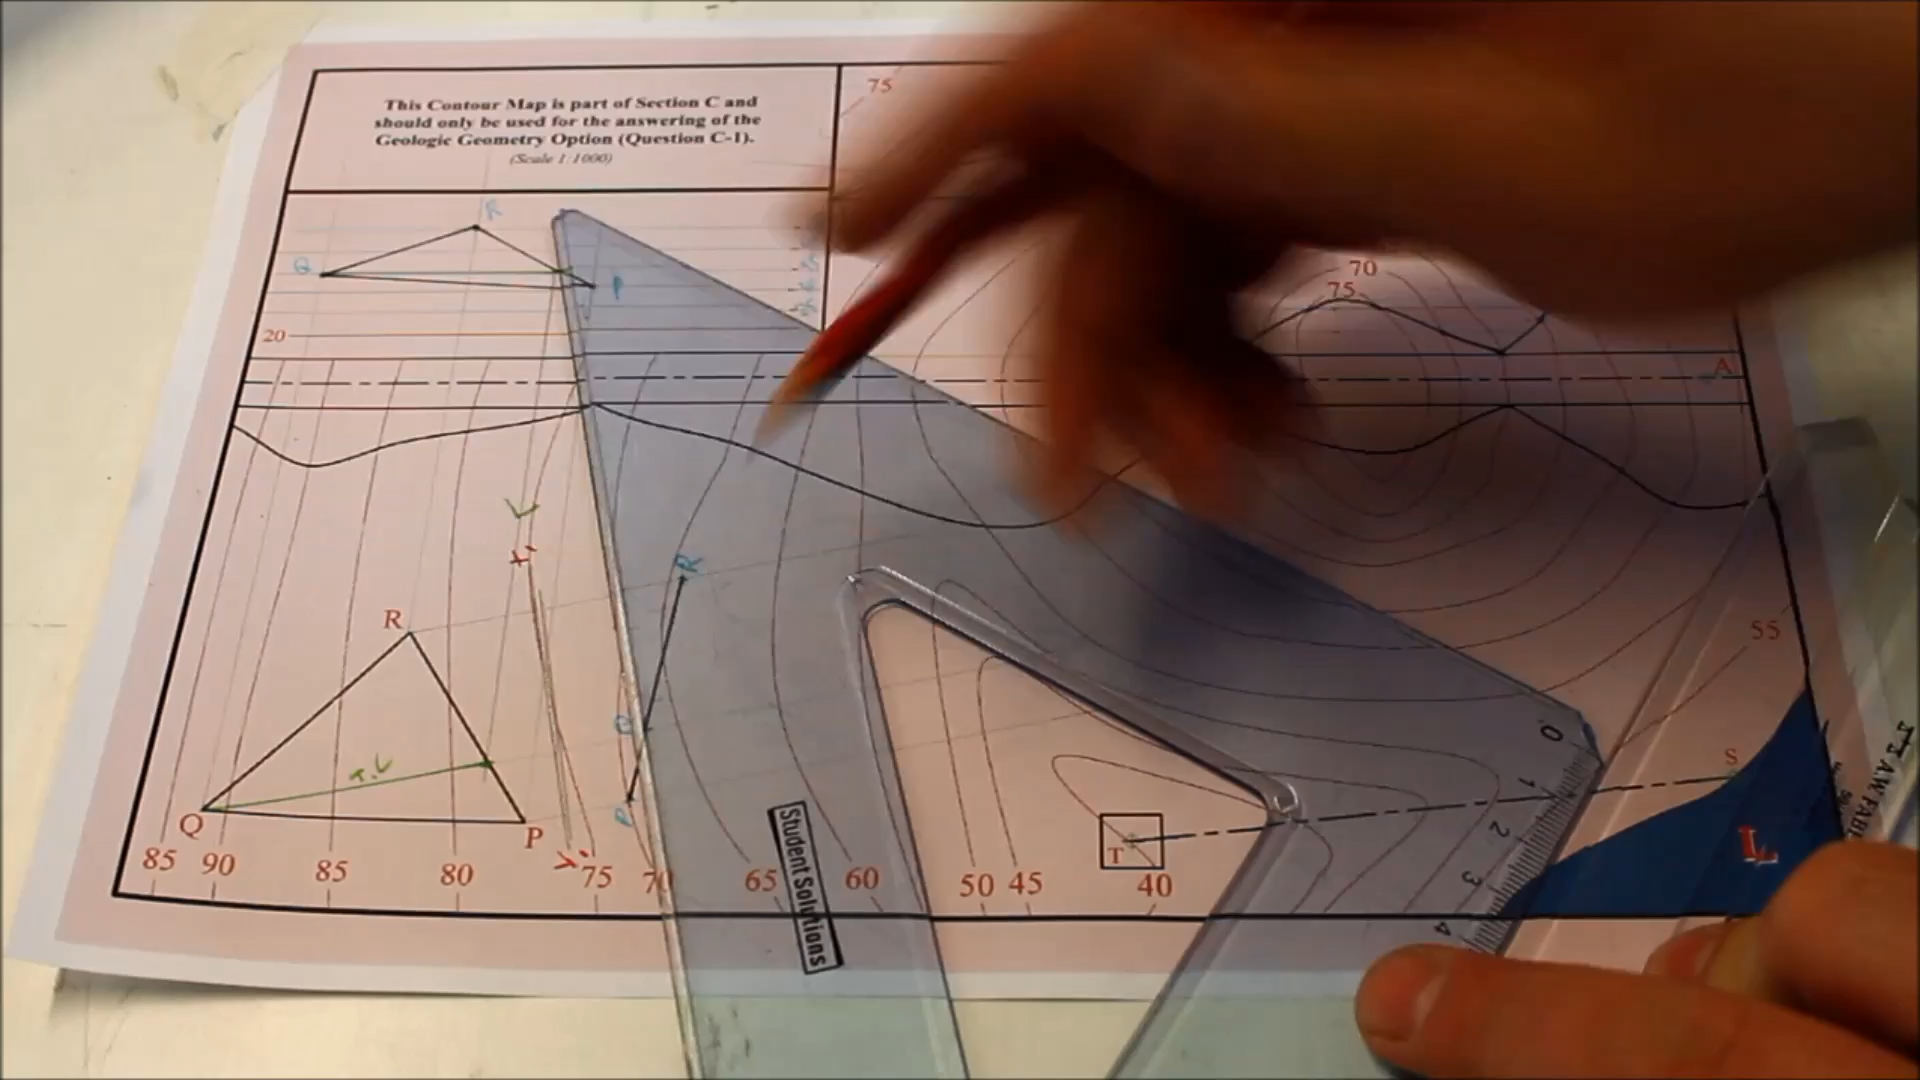 This Contour Map is part of Section C and
should only be used for the answering of the
Geologic Geometry Option (Question C-1).
(Scale 1:1000)
75
R
Q
P
70
75
20
A
R
55
R
T.L
Q
P
Q
P
S
T
L
85 90 85 80 75 70 65 60 50 45 40
Student Solutions
0
1
2
3
4